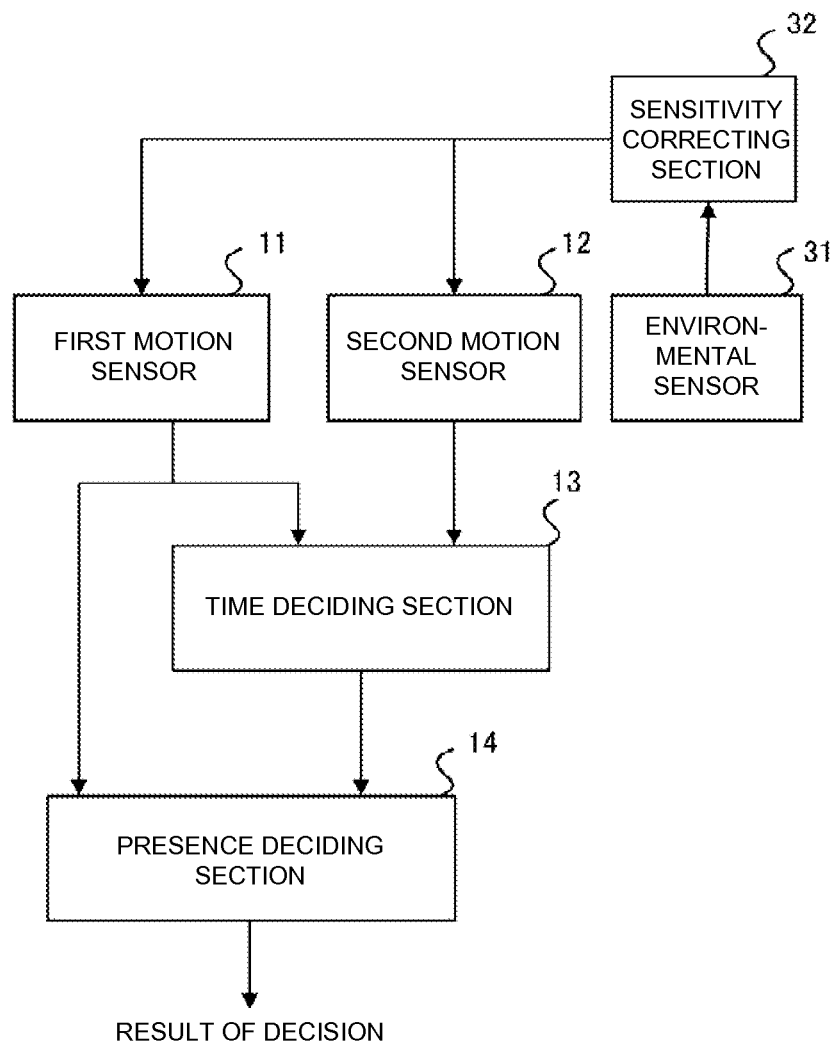 32
SENSITIVITY
CORRECTING
SECTION
11
12
31
FIRST MOTION
SENSOR
SECOND MOTION
SENSOR
ENVIRON-
MENTAL
SENSOR
13
TIME DECIDING SECTION
14
PRESENCE DECIDING
SECTION
RESULT OF DECISION